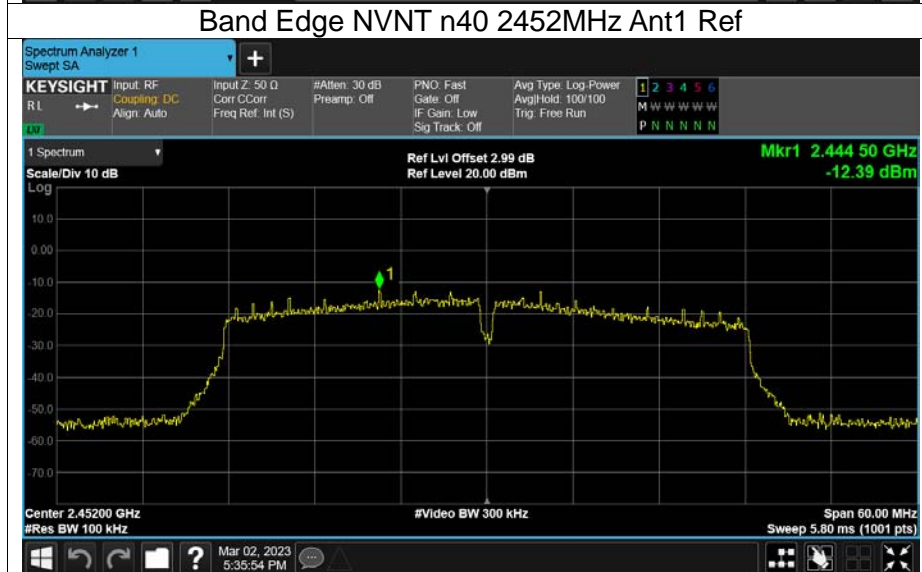 Band Edge NVNT n40 2452MHz Ant1 Ref
Spectrum Analyzer 1
Swept SA
+
KEYSIGHT
RL
LXI
Input: RF
Coupling: DC
Align: Auto
Input Z: 50 Ω
Corr CCorr
Freq Ref: Int (S)
#Atten: 30 dB
Preamp: Off
PNO: Fast
Gate: Off
IF Gain: Low
Sig Track: Off
Avg Type: Log-Power
Avg|Hold: 100/100
Trig: Free Run
1 2 3 4 5 6
M W W W W W
P N N N N N
1 Spectrum
Scale/Div 10 dB
Log
Ref Lvl Offset 2.99 dB
Ref Level 20.00 dBm
Mkr1 2.444 50 GHz
-12.39 dBm
10.0
0.00
-10.0
-20.0
-30.0
-40.0
-50.0
-60.0
-70.0
1
Center 2.45200 GHz
#Res BW 100 kHz
#Video BW 300 kHz
Span 60.00 MHz
Sweep 5.80 ms (1001 pts)
?
Mar 02, 2023
5:35:54 PM